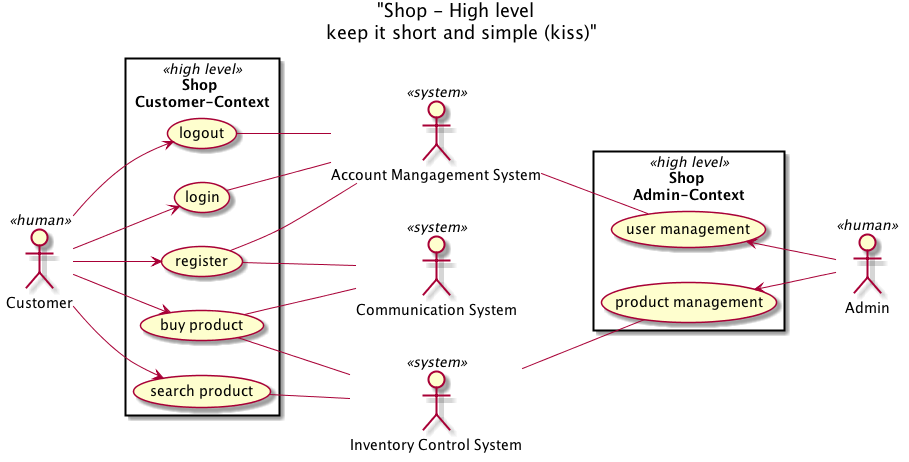 "Shop - High level
keep it short and simple (kiss)"
«high level»
Shop
Customer-Context
logout
login
register
buy product
search product
«human»
Customer
«system»
Account Mangagement System
«system»
Communication System
«system»
Inventory Control System
«high level»
Shop
Admin-Context
user management
product management
«human»
Admin